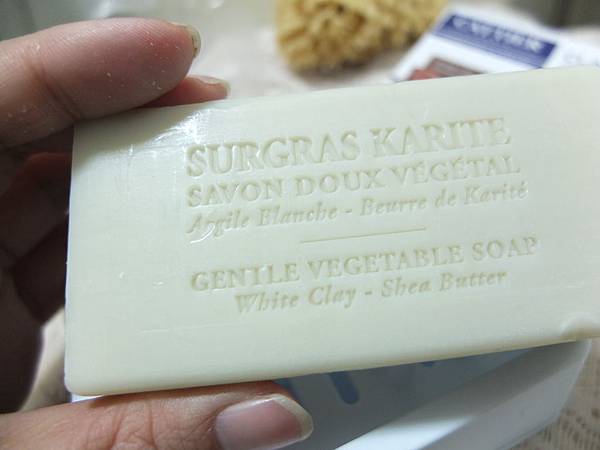 SURGRAS KARITE
SAVON DOUX VÉGÉTAL
Argile Blanche - Beurre de Karité
GENTLE VEGETABLE SOAP
White Clay - Shea Butter